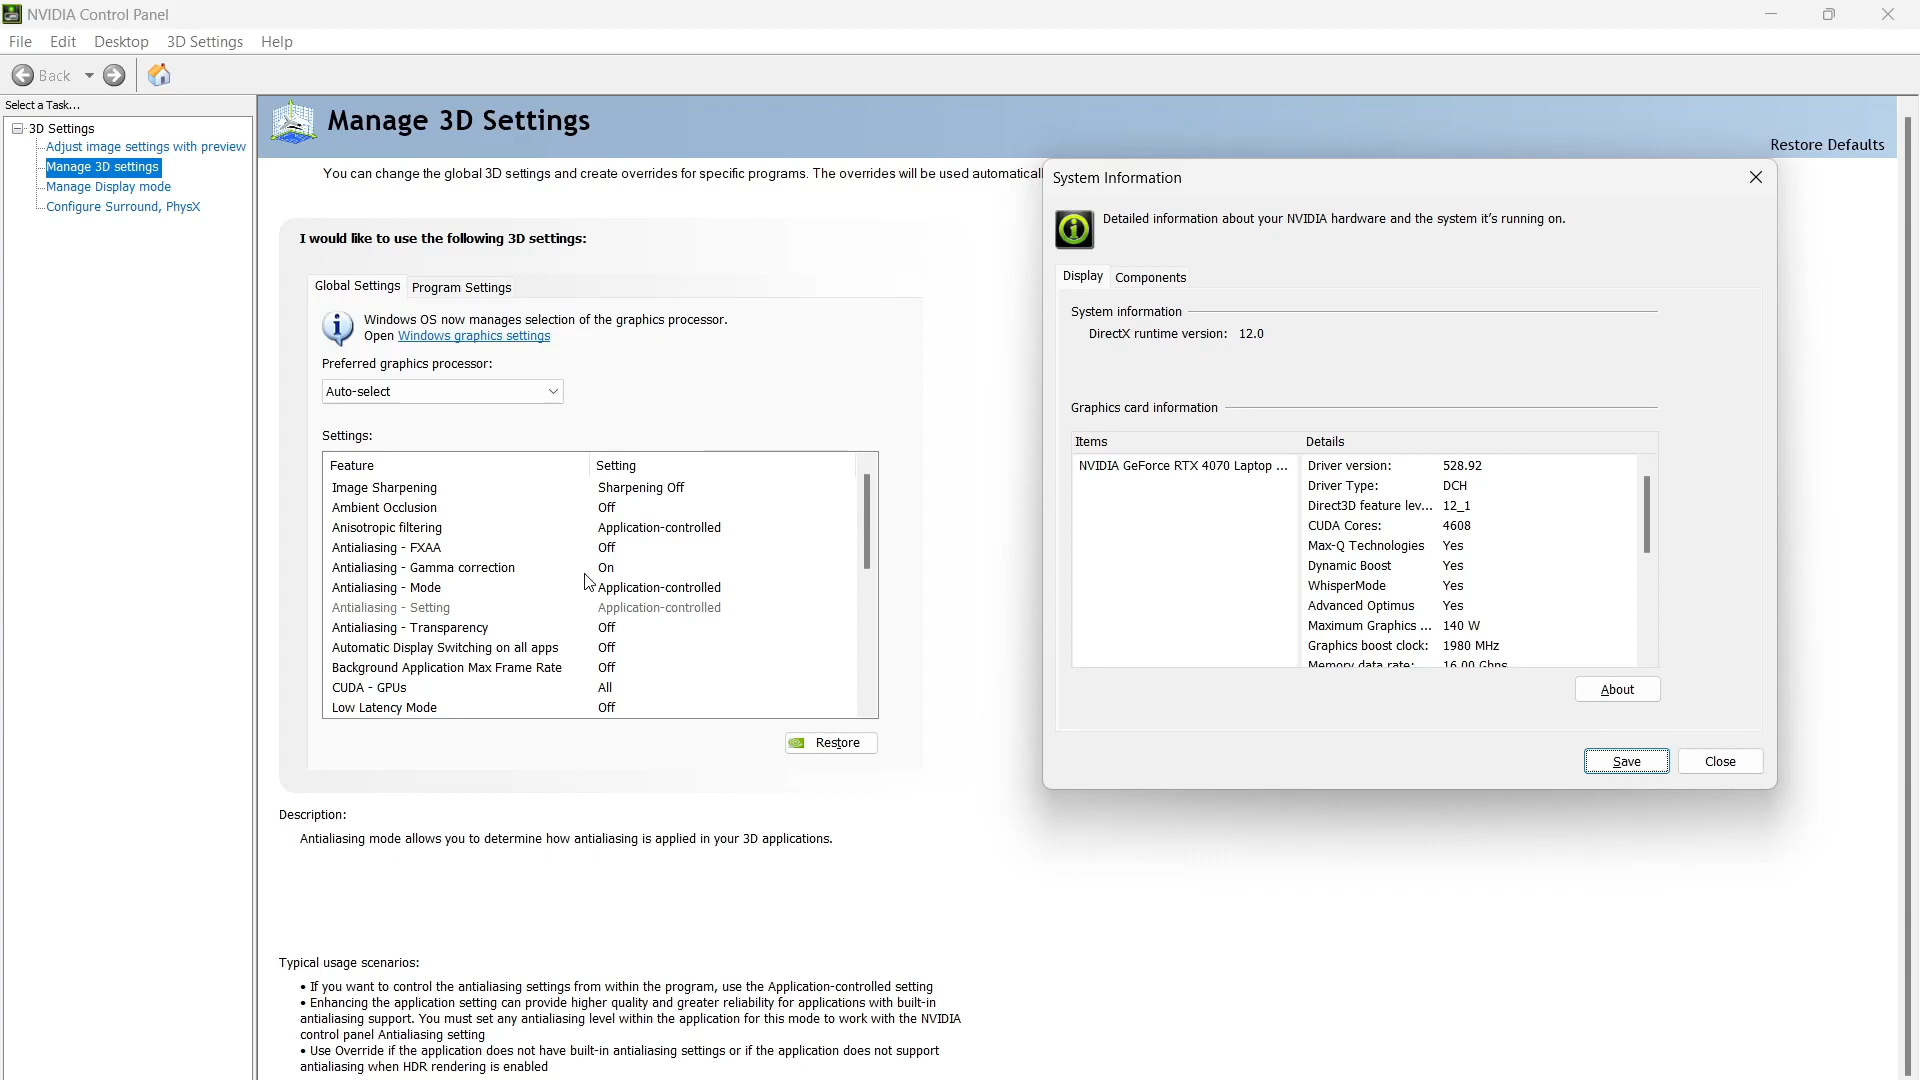 NVIDIA Control Panel
File Edit Desktop 3D Settings Help
Back
Select a Task...
3D Settings
Adjust image settings with preview
Manage 3D settings
Manage Display mode
Configure Surround, PhysX
Manage 3D Settings
Restore Defaults
You can change the global 3D settings and create overrides for specific programs. The overrides will be used
I would like to use the following 3D settings:
Global Settings Program Settings
Windows OS now manages selection of the graphics processor.
Open Windows graphics settings
Preferred graphics processor:
Auto-select
Settings:
Feature Setting
Image Sharpening Sharpening Off
Ambient Occlusion Off
Anisotropic filtering Application-controlled
Antialiasing - FXAA Off
Antialiasing - Gamma correction On
Antialiasing - Mode Application-controlled
Antialiasing - Setting Application-controlled
Antialiasing - Transparency Off
Automatic Display Switching on all apps Off
Background Application Max Frame Rate Off
CUDA - GPUs All
Low Latency Mode Off
Restore
Description:
Antialiasing mode allows you to determine how antialiasing is applied in your 3D applications.
Typical usage scenarios:
• If you want to control the antialiasing settings from within the program, use the Application-controlled setting
• Enhancing the application setting can provide higher quality and greater reliability for applications with built-in
antialiasing support. You must set any antialiasing level within the application for this mode to work with the NVIDIA
control panel Antialiasing setting
• Use Override if the application does not have built-in antialiasing settings or if the application does not support
antialiasing when HDR rendering is enabled
System Information
Detailed information about your NVIDIA hardware and the system it's running on.
Display Components
System information
DirectX runtime version: 12.0
Graphics card information
Items Details
NVIDIA GeForce RTX 4070 Laptop ... Driver version: 528.92
Driver Type: DCH
Direct3D feature lev... 12_1
CUDA Cores: 4608
Max-Q Technologies Yes
Dynamic Boost Yes
WhisperMode Yes
Advanced Optimus Yes
Maximum Graphics ... 140 W
Graphics boost clock: 1980 MHz
Memory data rate: 16.00 Gbps
About
Save Close